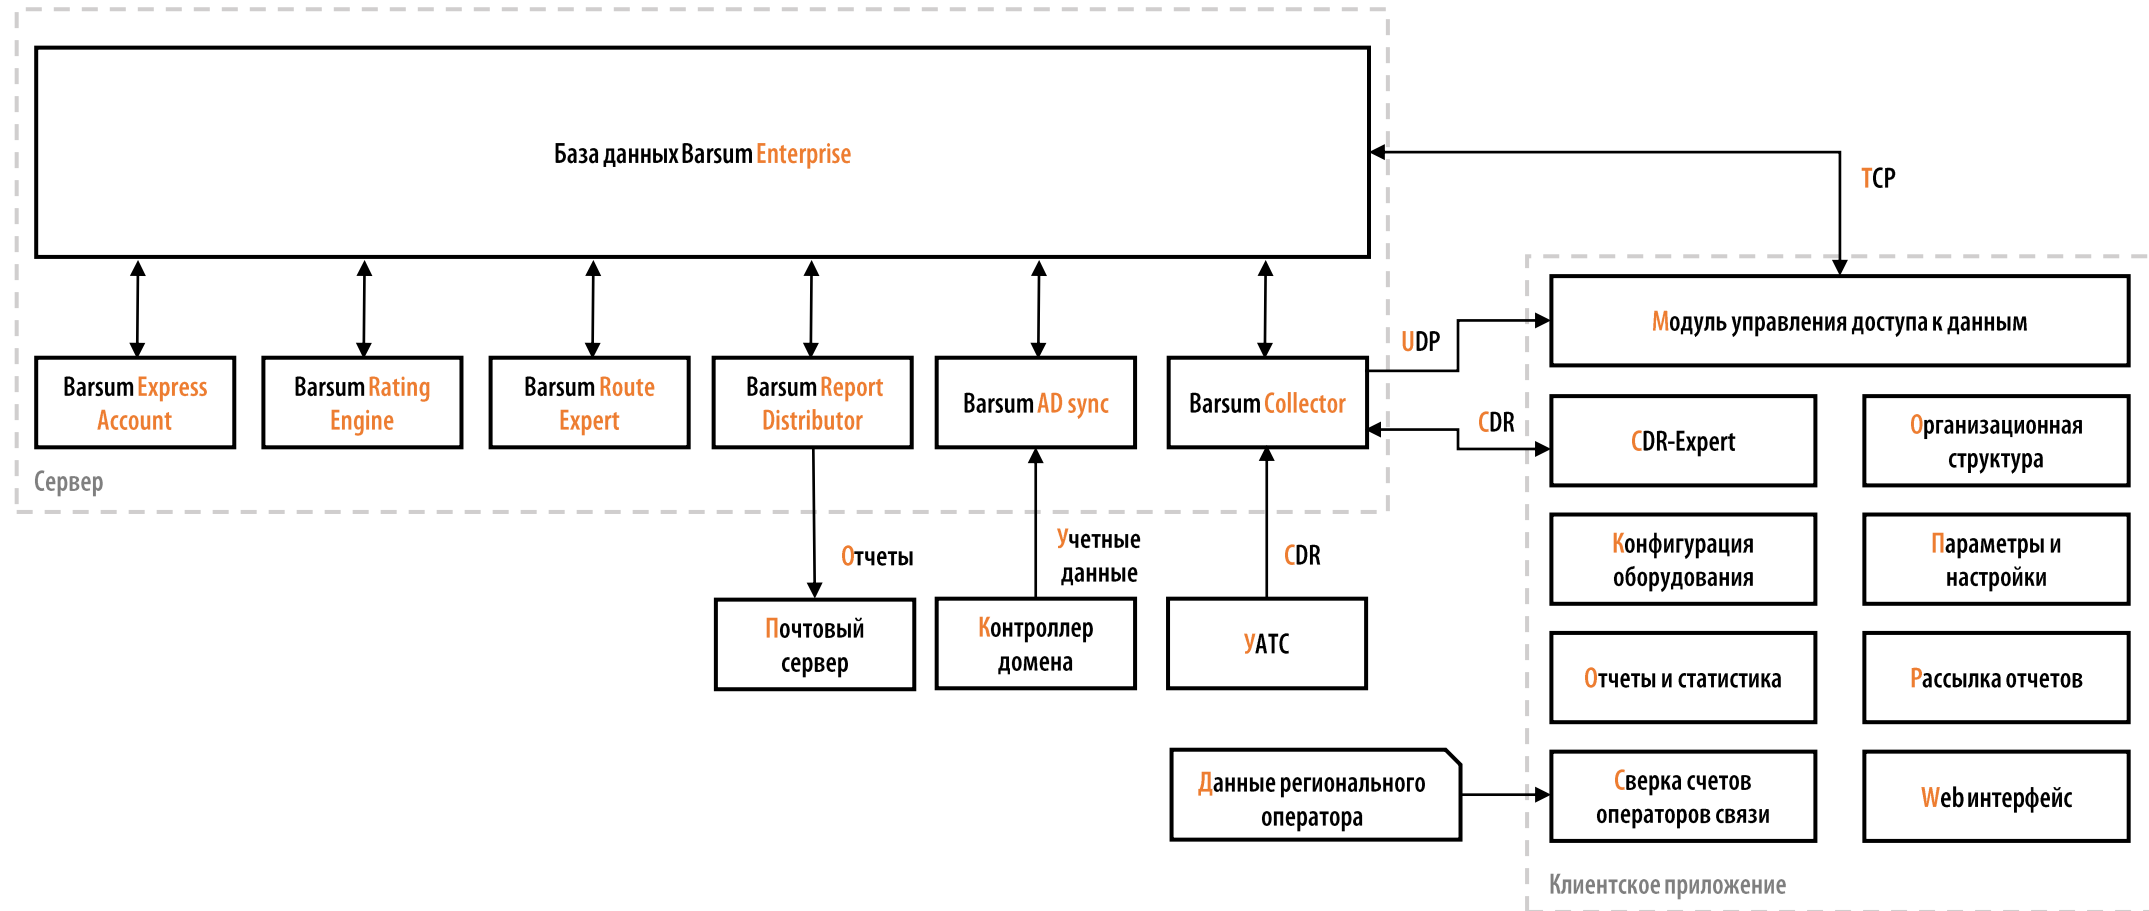 База данных Barsum Enterprise
TCP
Модуль управления доступа к данным
UDP
Barsum Express
Account
Barsum Rating
Engine
Barsum Route
Expert
Barsum Report
Distributor
Barsum AD sync
Barsum Collector
CDR
CDR-Expert
Организационная
структура
Сервер
Отчеты
Учетные
данные
CDR
Конфигурация
оборудования
Параметры и
настройки
Почтовый
сервер
Контроллер
домена
УАТС
Отчеты и статистика
Рассылка отчетов
Данные регионального
оператора
Сверка счетов
операторов связи
Web интерфейс
Клиентское приложение